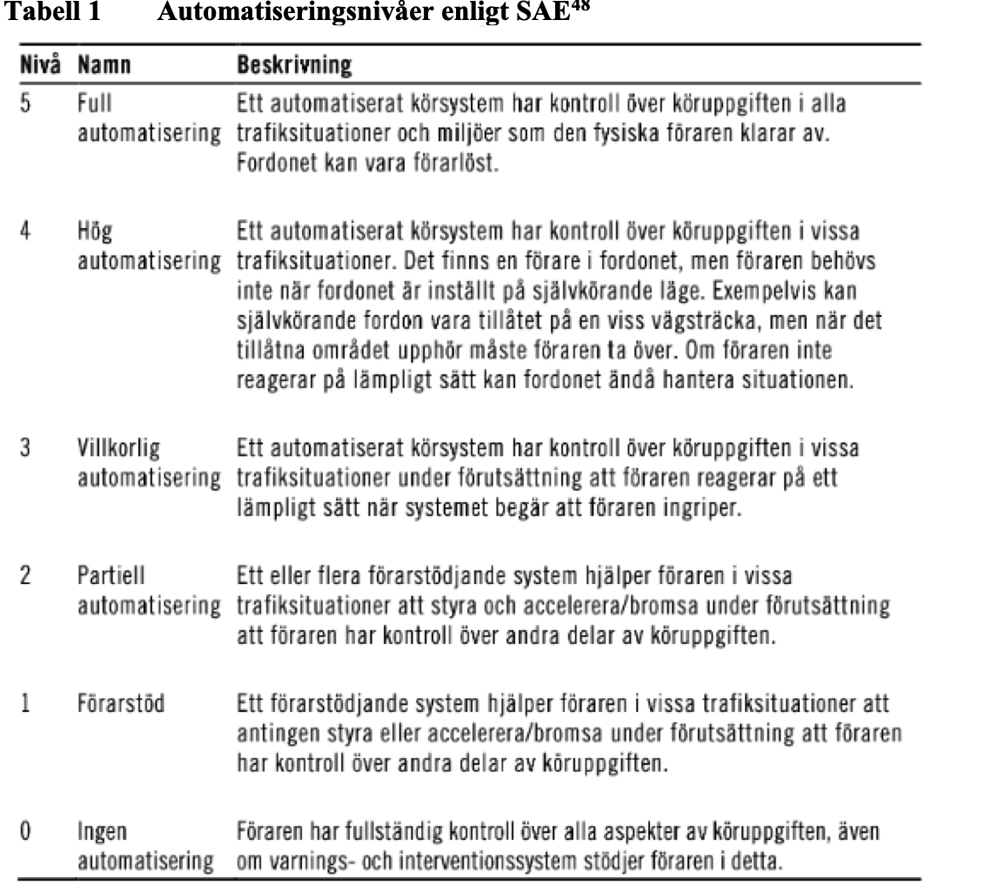 Tabell 1 Automatiseringsnivåer enligt SAE48
Nivå Namn Beskrivning
5 Full Ett automatiserat körsystem har kontroll över köruppgiften i alla
automatisering trafiksituationer och miljöer som den fysiska föraren klarar av.
Fordonet kan vara förarlöst.
4 Hög Ett automatiserat körsystem har kontroll över köruppgiften i vissa
automatisering trafiksituationer. Det finns en förare i fordonet, men föraren behövs
inte när fordonet är inställt på självkörande läge. Exempelvis kan
självkörande fordon vara tillåtet på en viss vägsträcka, men när det
tillåtna området upphör måste föraren ta över. Om föraren inte
reagerar på lämpligt sätt kan fordonet ändå hantera situationen.
3 Villkorlig Ett automatiserat körsystem har kontroll över köruppgiften i vissa
automatisering trafiksituationer under förutsättning att föraren reagerar på ett
lämpligt sätt när systemet begär att föraren ingriper.
2 Partiell Ett eller flera förarstödjande system hjälper föraren i vissa
automatisering trafiksituationer att styra och accelerera/bromsa under förutsättning
att föraren har kontroll över andra delar av köruppgiften.
1 Förarstöd Ett förarstödjande system hjälper föraren i vissa trafiksituationer att
antingen styra eller accelerera/bromsa under förutsättning att föraren
har kontroll över andra delar av köruppgiften.
0 Ingen Föraren har fullständig kontroll över alla aspekter av köruppgiften, även
automatisering om varnings- och interventionssystem stödjer föraren i detta.